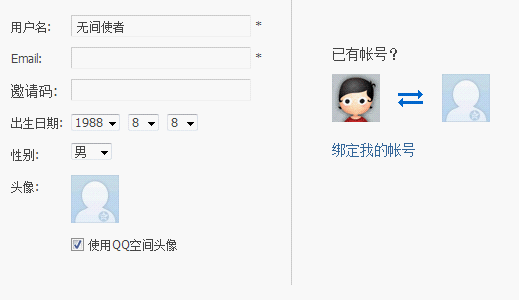 用户名: 无间使者 *
Email: *
邀请码:
出生日期: 1988 8 8
性别: 男
头像:
使用QQ空间头像
已有帐号？
绑定我的帐号